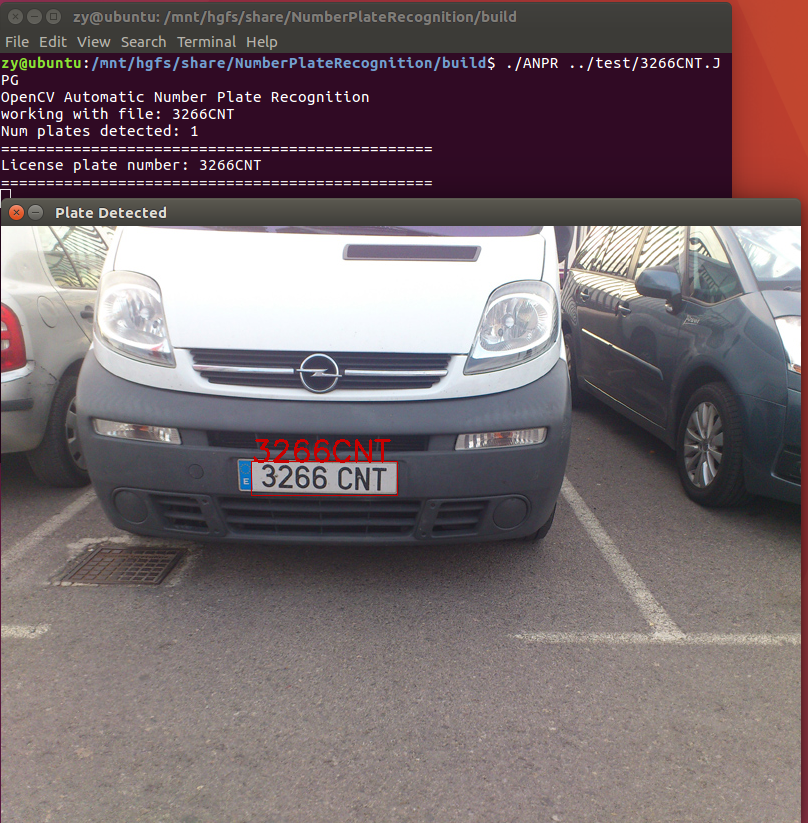 zy@ubuntu: /mnt/hgfs/share/NumberPlateRecognition/build
File Edit View Search Terminal Help
zy@ubuntu:/mnt/hgfs/share/NumberPlateRecognition/build$ ./ANPR ../test/3266CNT.J
PG
OpenCV Automatic Number Plate Recognition
working with file: 3266CNT
Num plates detected: 1
================================================
License plate number: 3266CNT
================================================
Plate Detected
3266CNT
E 3266 CNT